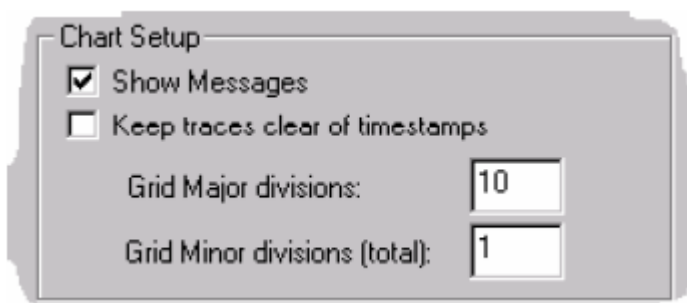 Chart Setup
Show Messages
Keep traces clear of timestamps
Grid Major divisions: 10
Grid Minor divisions (total): 1